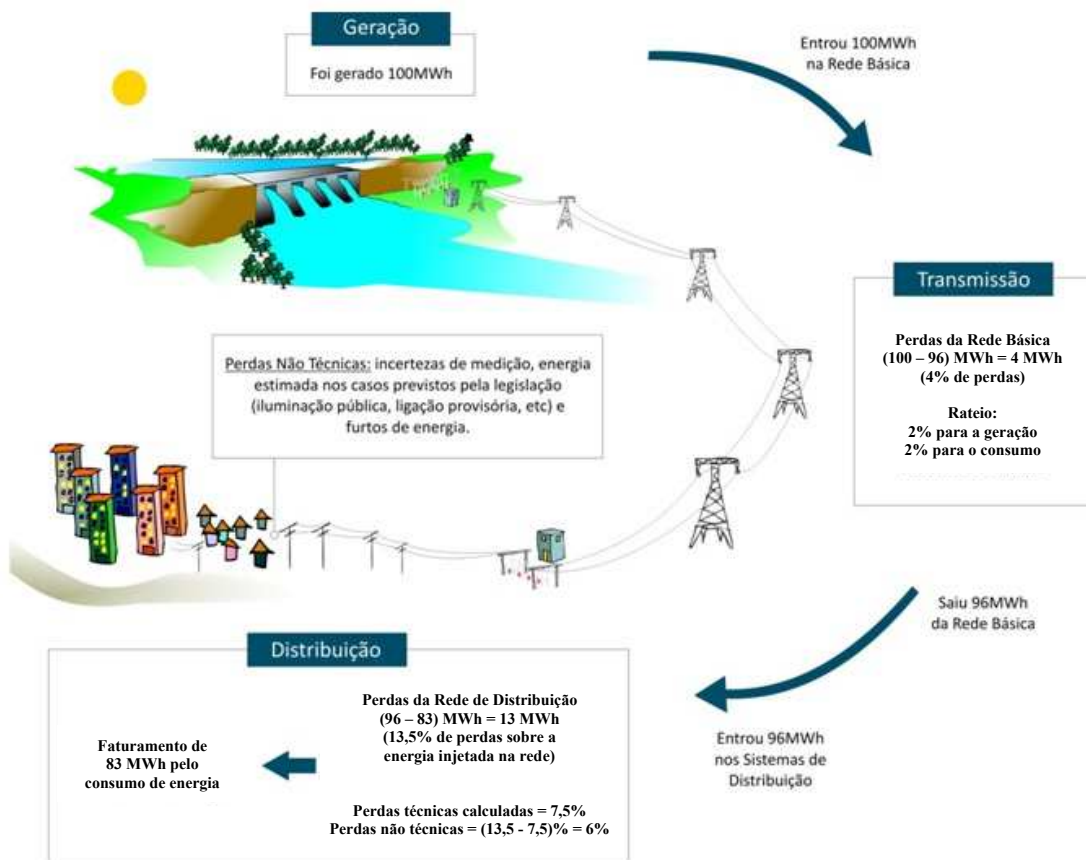 Geração
Foi gerado 100MWh
Entrou 100MWh
na Rede Básica
Transmissão
Perdas da Rede Básica
(100 – 96) MWh = 4 MWh
(4% de perdas)
Rateio:
2% para a geração
2% para o consumo
Perdas Não Técnicas: incertezas de medição, energia
estimada nos casos previstos pela legislação
(iluminação pública, ligação provisória, etc) e
furtos de energia.
Saiu 96MWh
da Rede Básica
Entrou 96MWh
nos Sistemas de
Distribuição
Distribuição
Perdas da Rede de Distribuição
(96 – 83) MWh = 13 MWh
(13,5% de perdas sobre a
energia injetada na rede)
Perdas técnicas calculadas = 7,5%
Perdas não técnicas = (13,5 - 7,5)% = 6%
Faturamento de
83 MWh pelo
consumo de energia